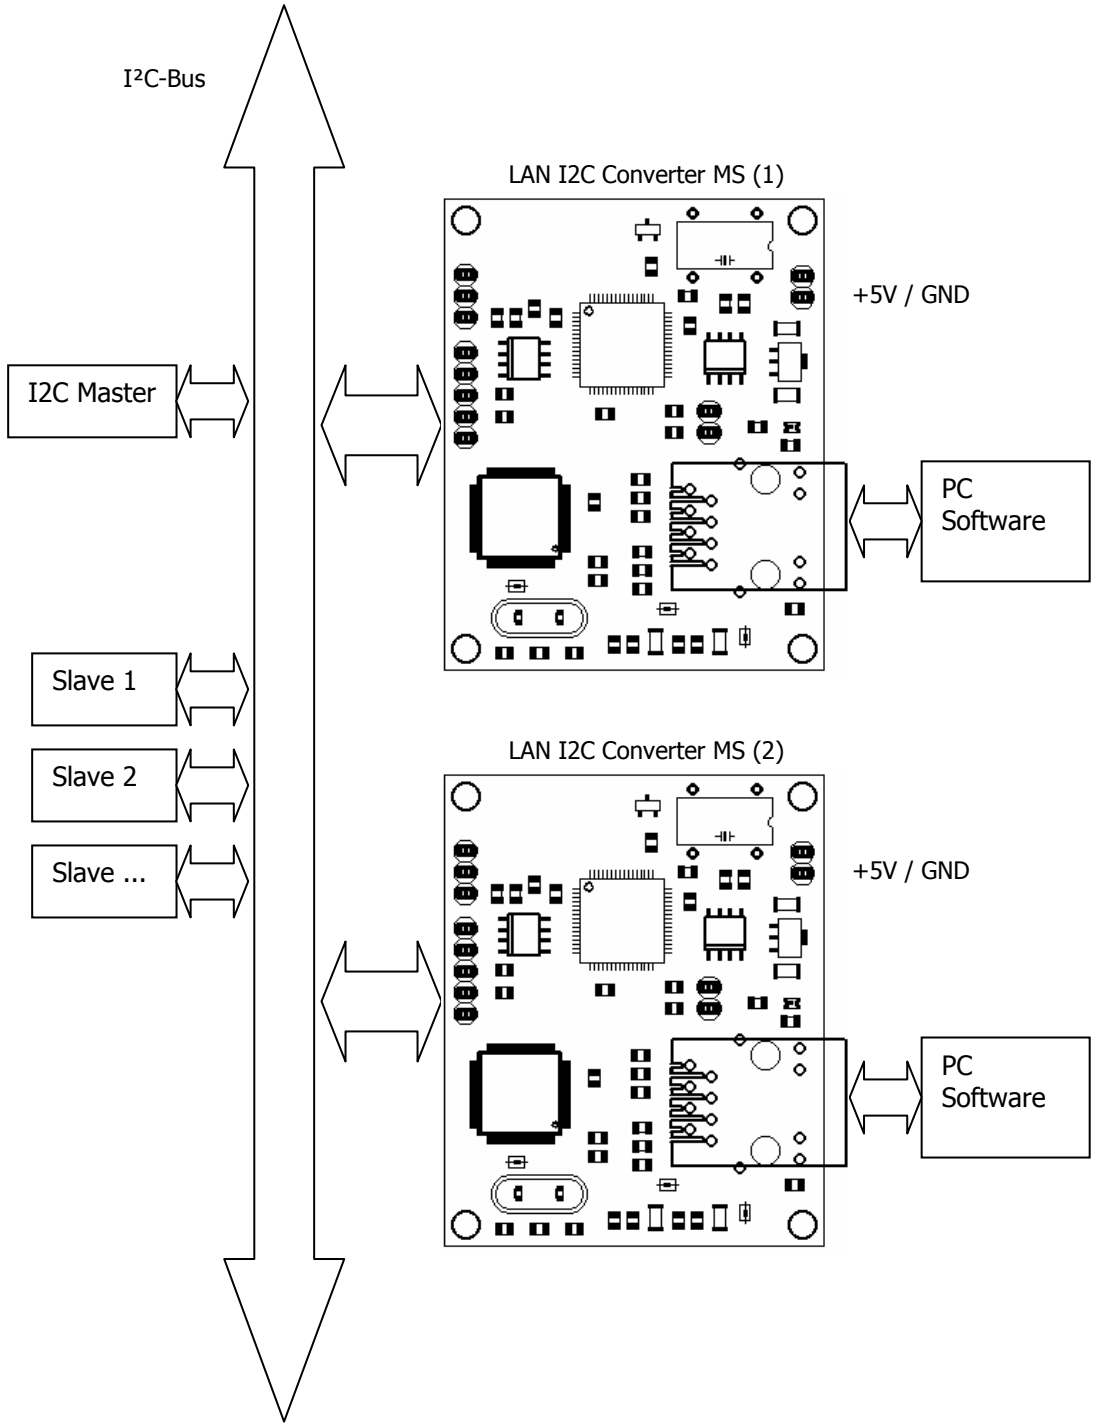 I²C-Bus
LAN I2C Converter MS (1)
+5V / GND
I2C Master
PC
Software
Slave 1
Slave 2
Slave ...
LAN I2C Converter MS (2)
+5V / GND
PC
Software